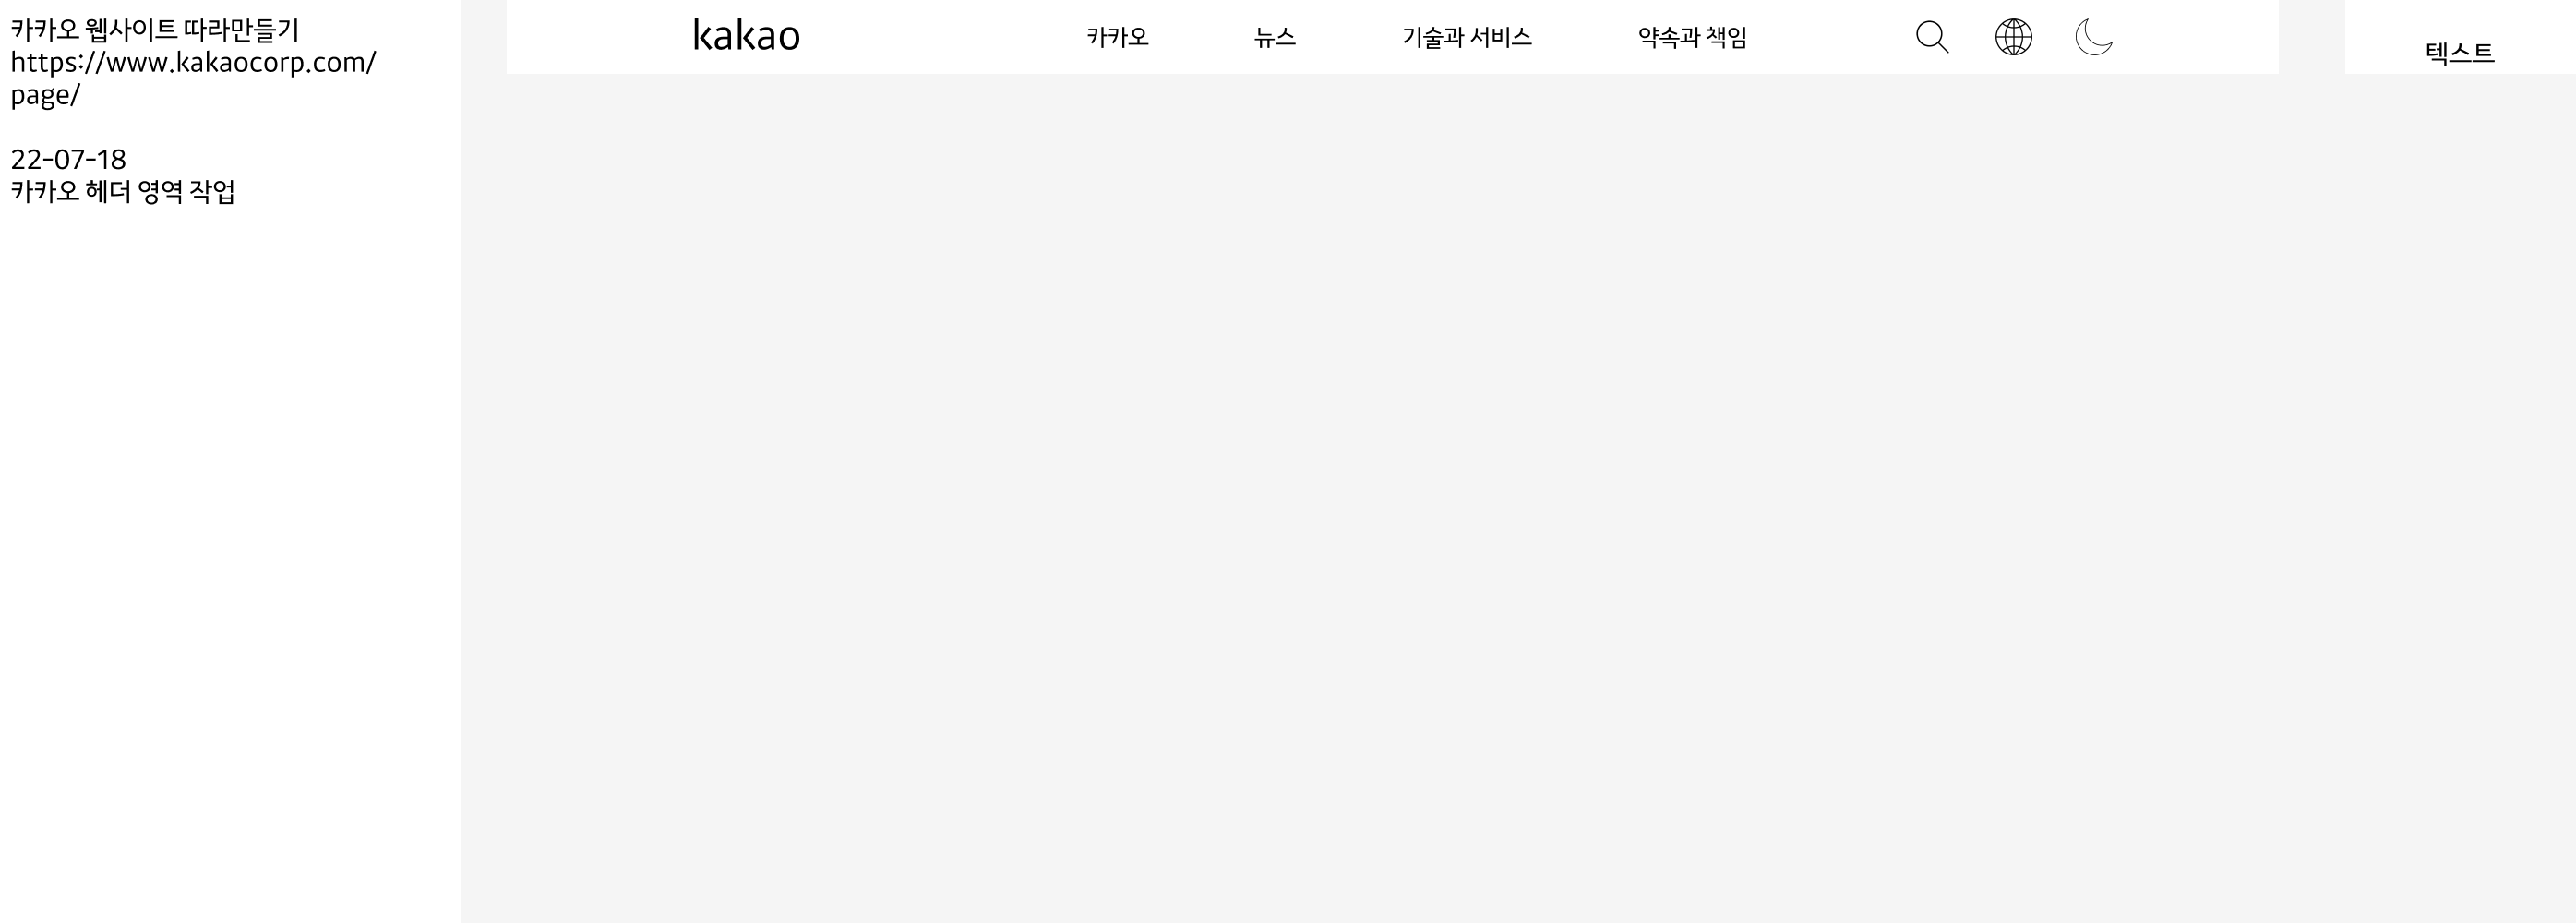 카카오 웹사이트 따라만들기
https://www.kakaocorp.com/
page/
22-07-18
카카오 헤더 영역 작업
kakao 카카오 뉴스 기술과 서비스 약속과 책임
텍스트